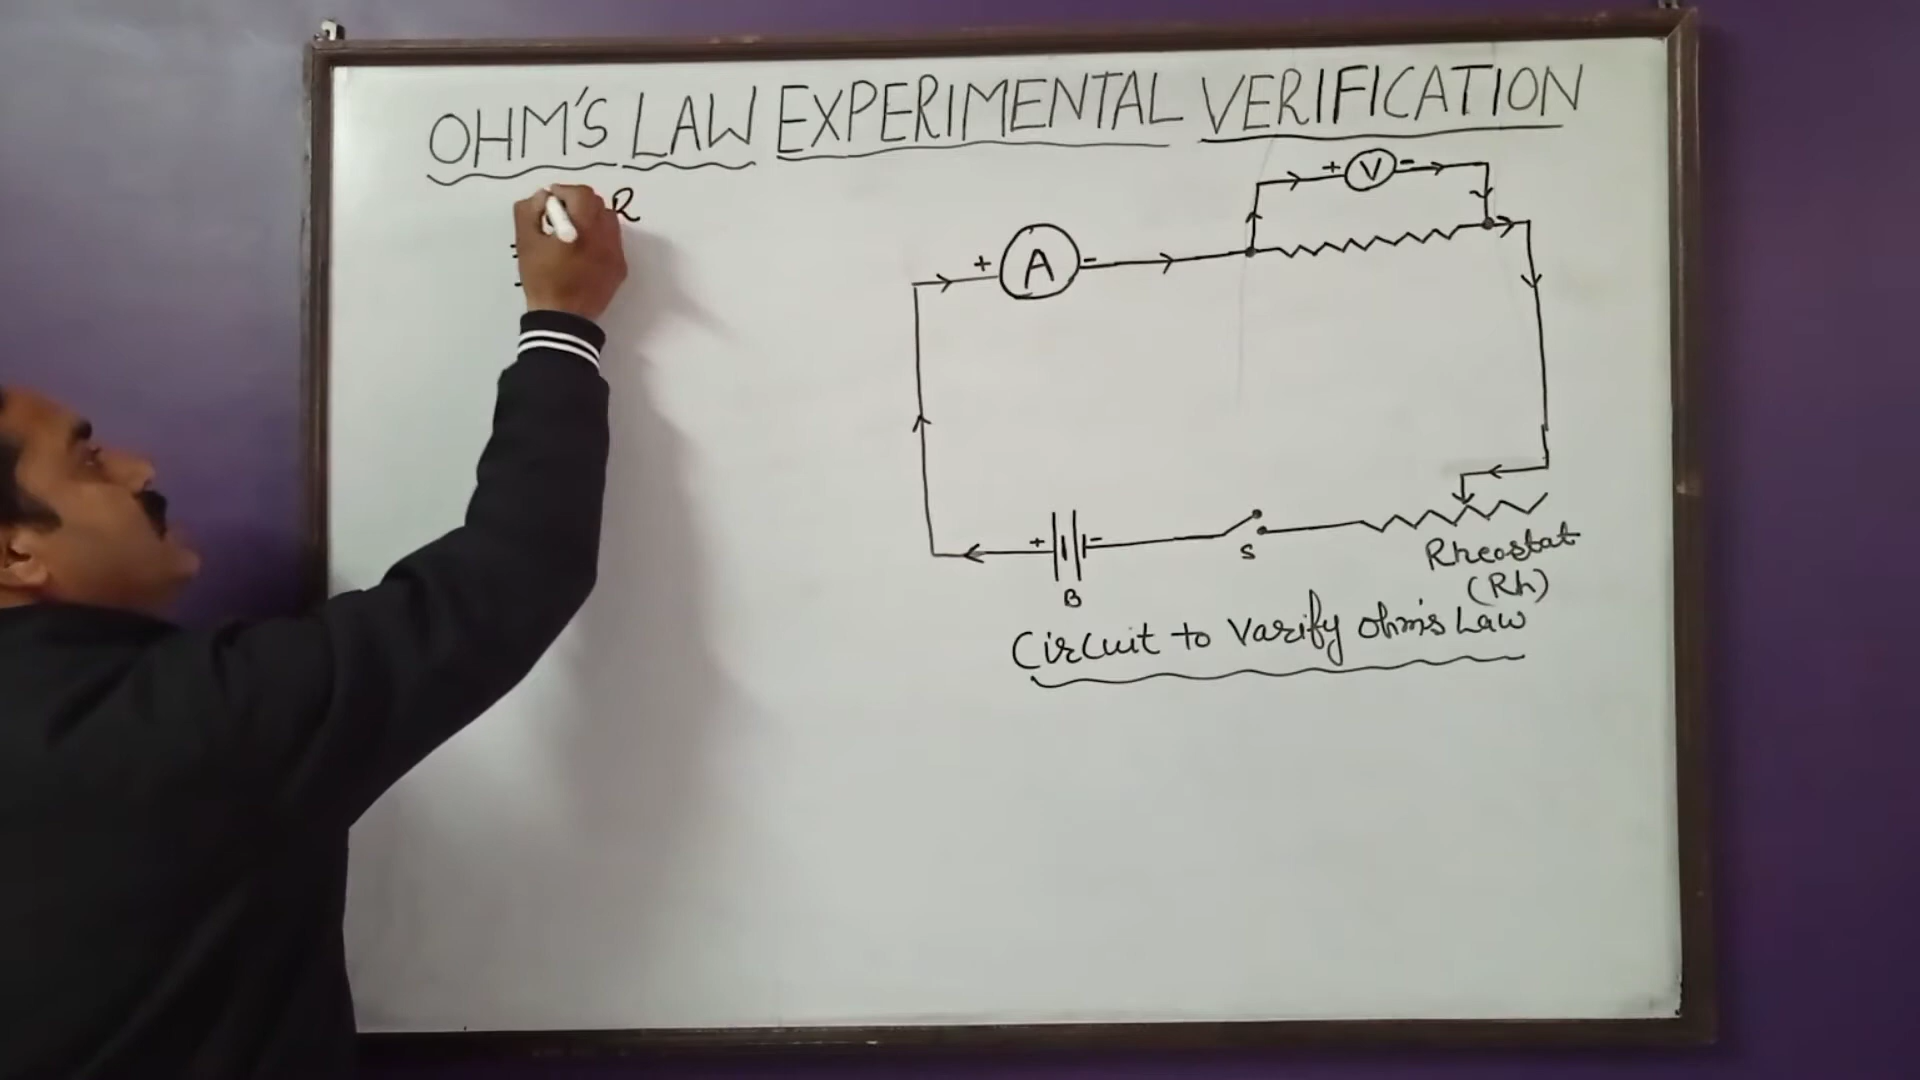 OHM'S LAW EXPERIMENTAL VERIFICATION
R
+ V -
+ A -
+ -
B
S
Rheostat
(Rh)
Circuit to Varify ohm's Law